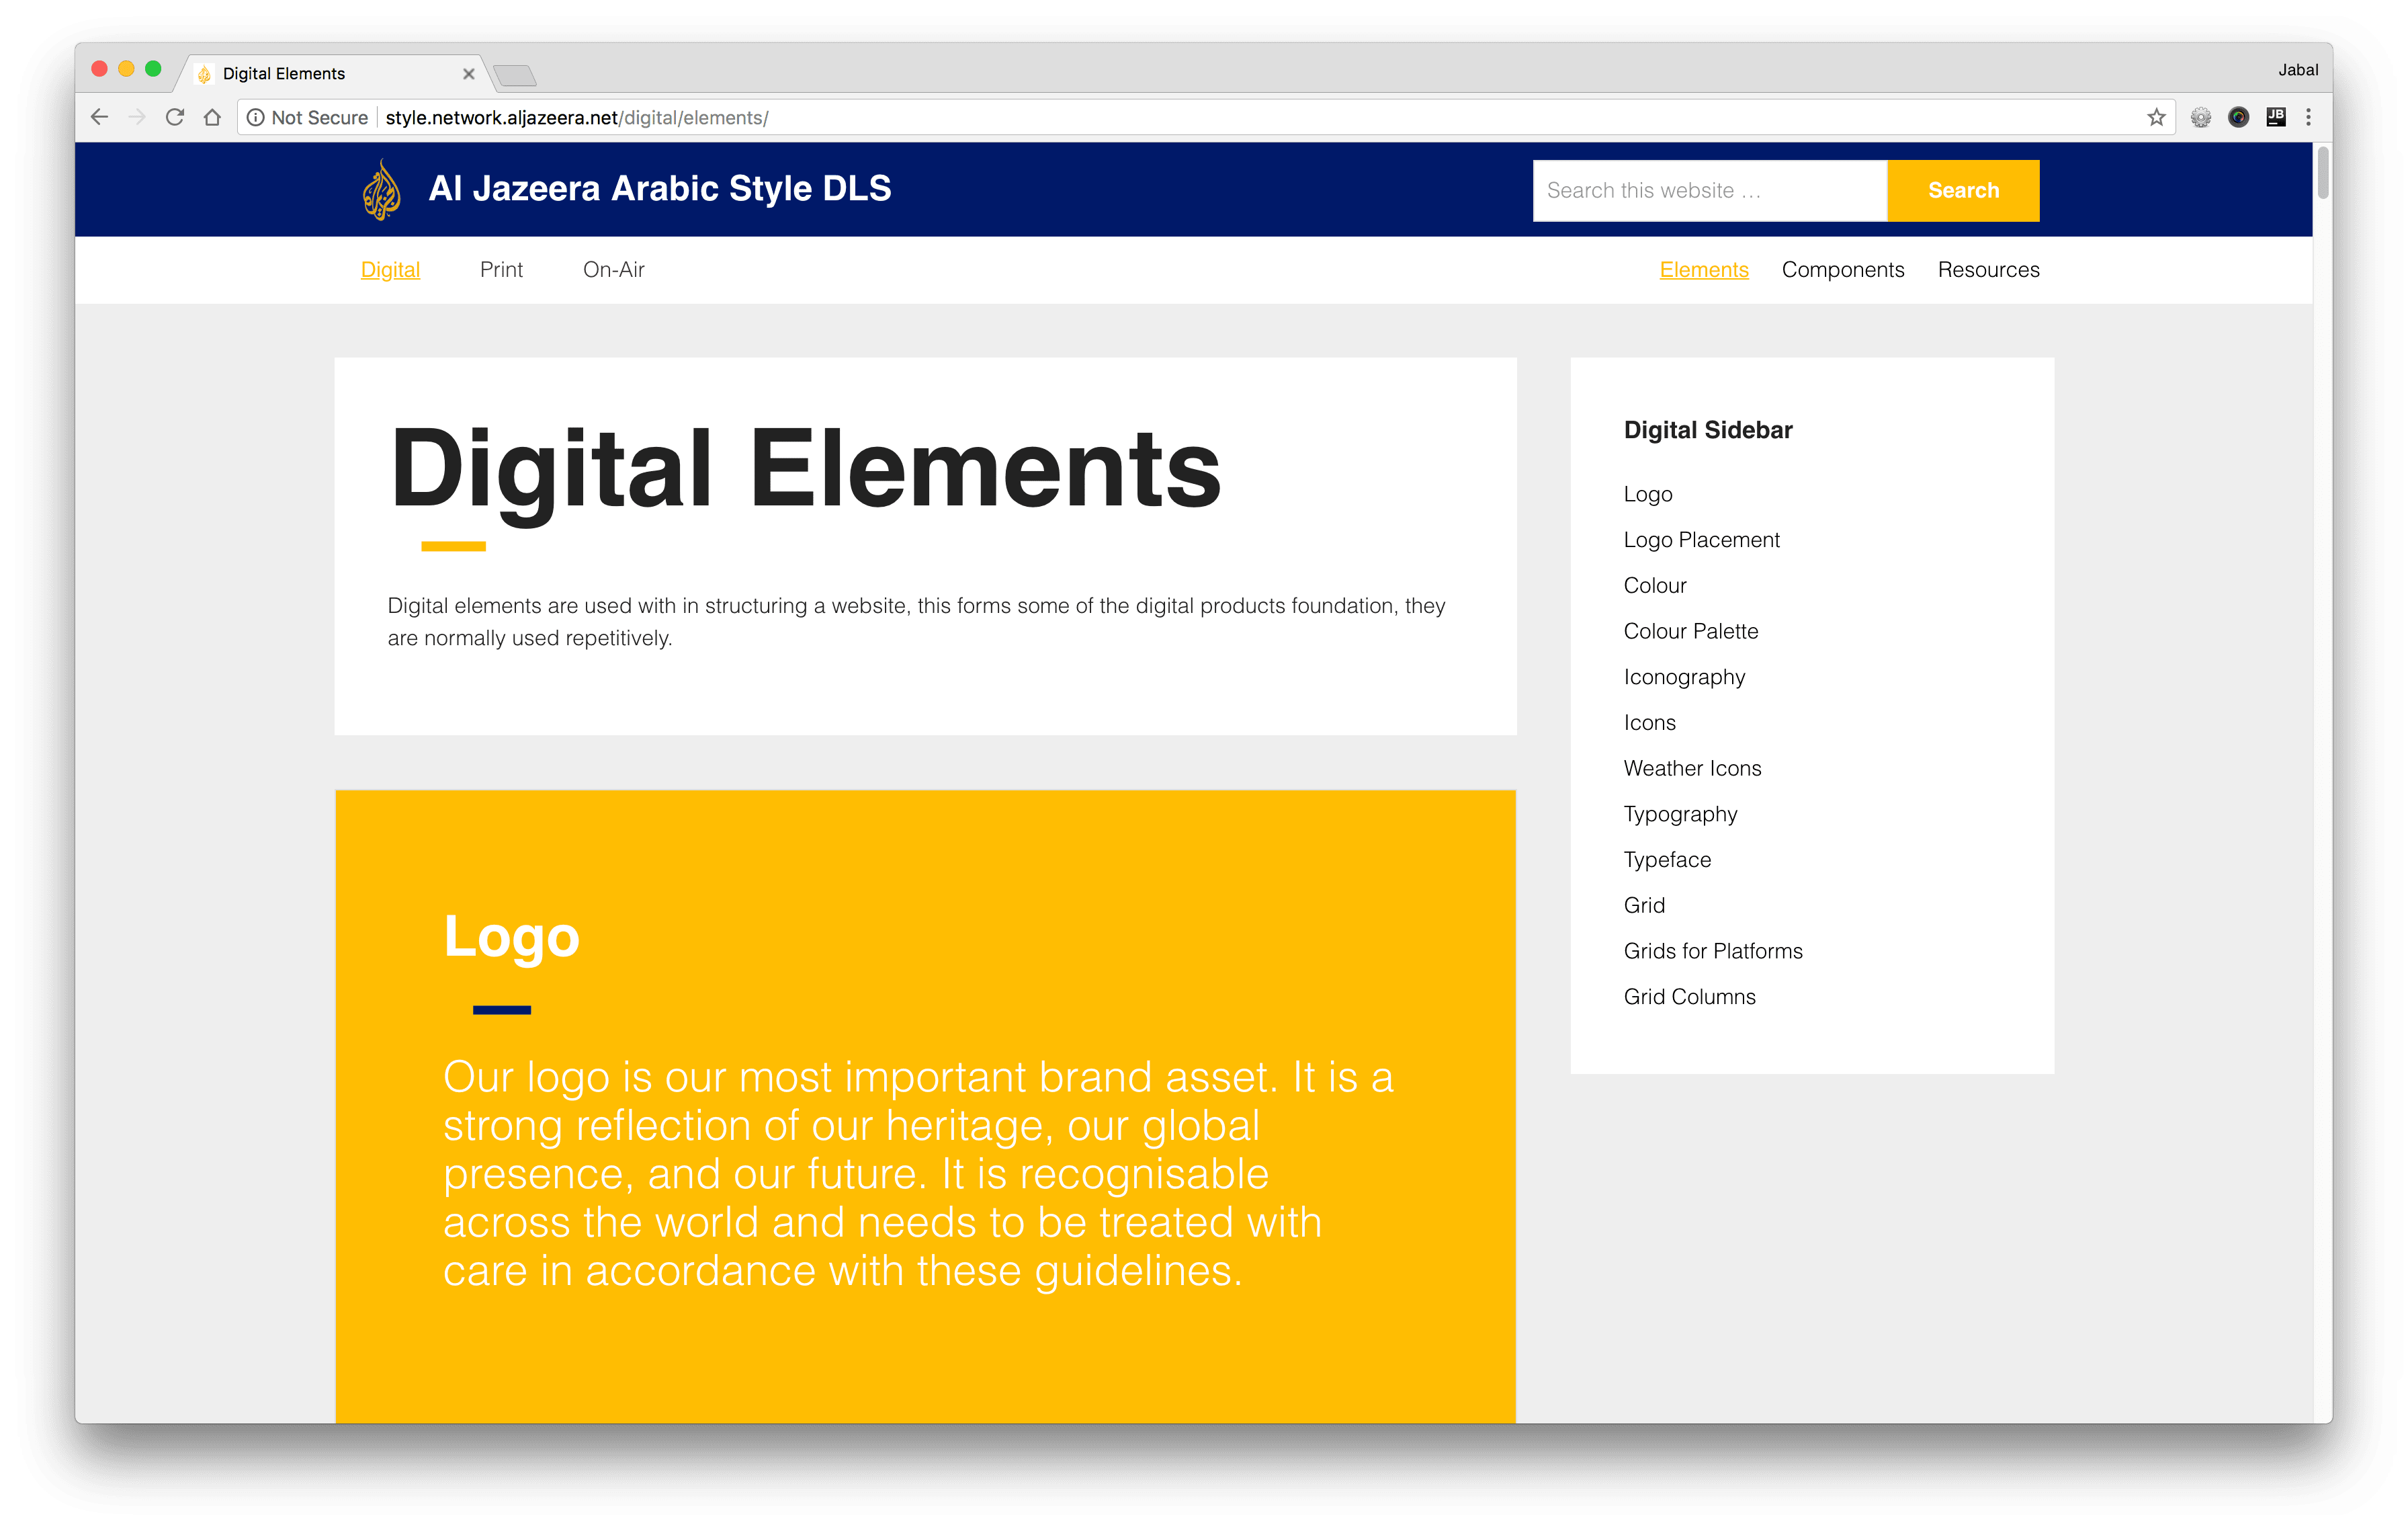 Digital Elements
Jabal
Not Secure
style.network.aljazeera.net/digital/elements/
JB
Al Jazeera Arabic Style DLS
Search this website ...
Search
Digital
Print
On-Air
Elements
Components
Resources
Digital Elements
Digital elements are used with in structuring a website, this forms some of the digital products foundation, they
are normally used repetitively.
Logo
Our logo is our most important brand asset. It is a
strong reflection of our heritage, our global
presence, and our future. It is recognisable
across the world and needs to be treated with
care in accordance with these guidelines.
Digital Sidebar
Logo
Logo Placement
Colour
Colour Palette
Iconography
Icons
Weather Icons
Typography
Typeface
Grid
Grids for Platforms
Grid Columns